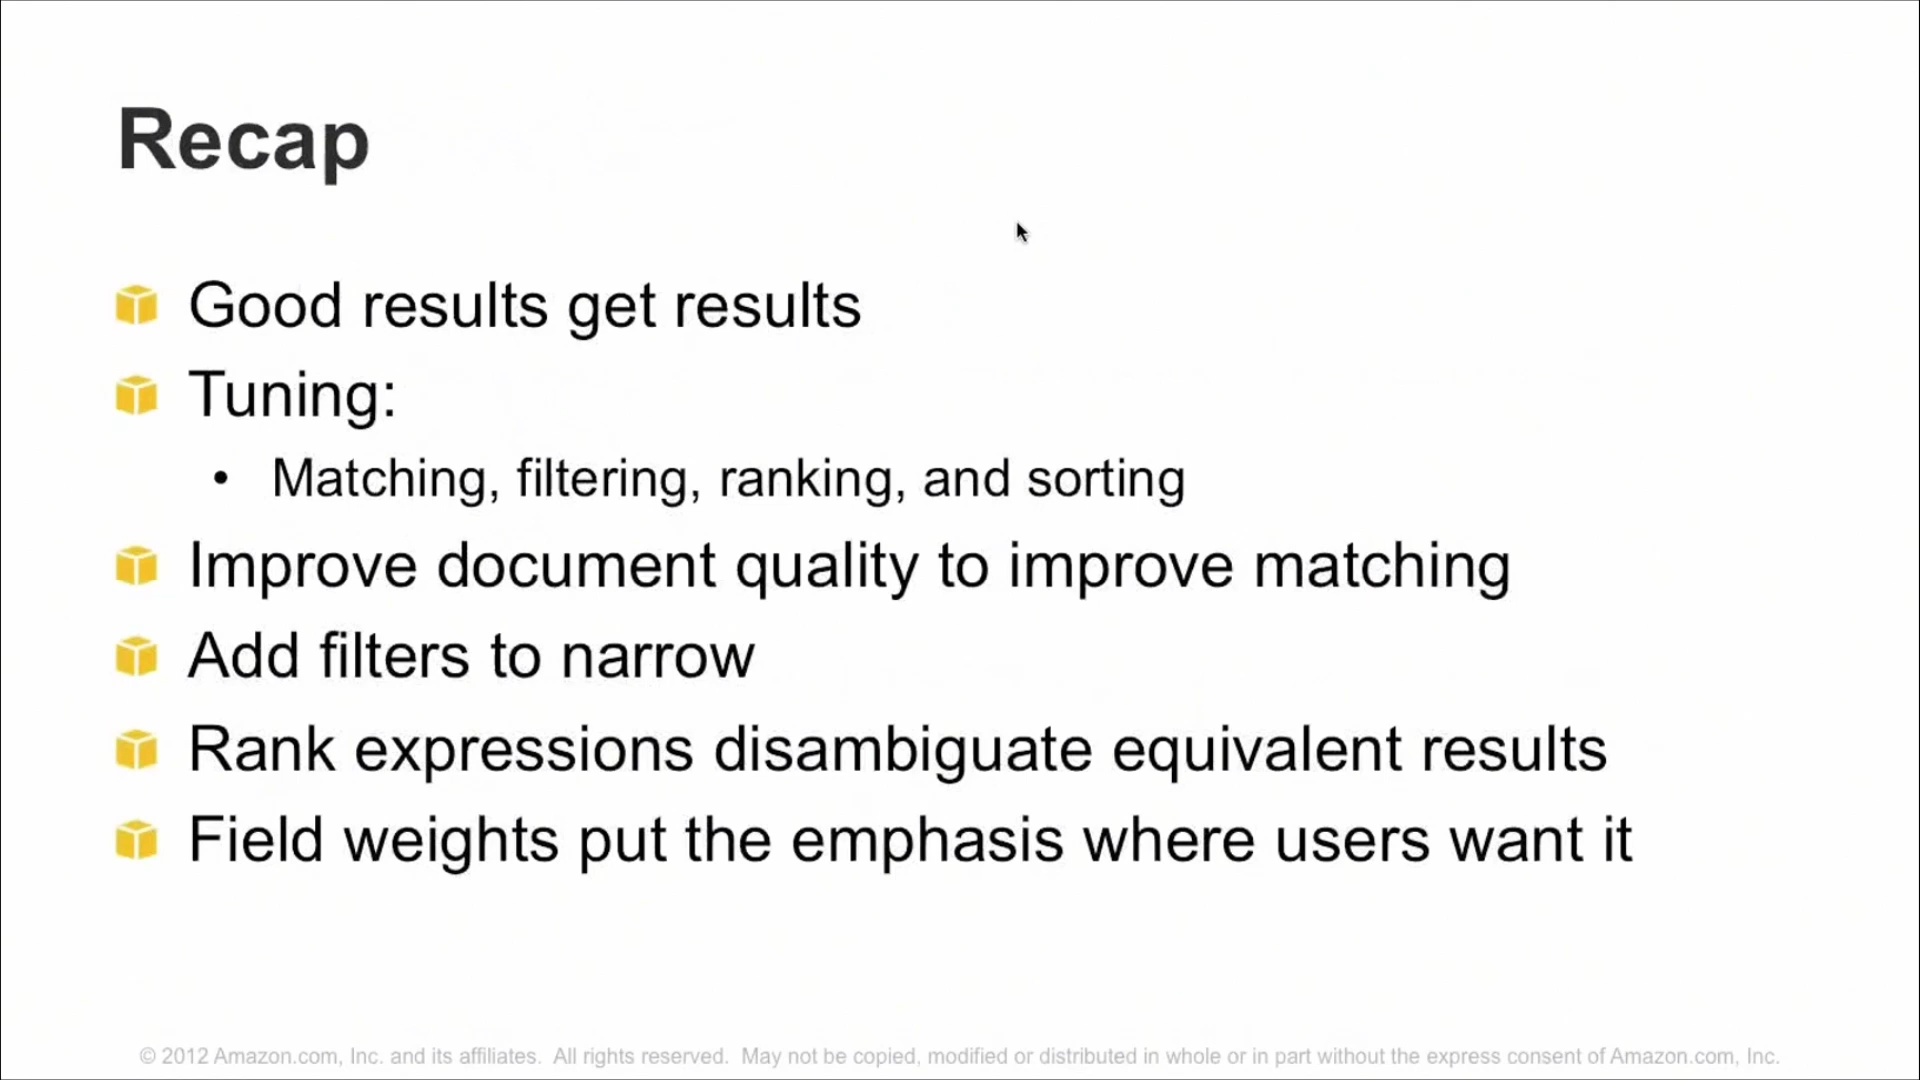 Recap
Good results get results
Tuning:
• Matching, filtering, ranking, and sorting
Improve document quality to improve matching
Add filters to narrow
Rank expressions disambiguate equivalent results
Field weights put the emphasis where users want it
© 2012 Amazon.com, Inc. and its affiliates. All rights reserved. May not be copied, modified or distributed in whole or in part without the express consent of Amazon.com, Inc.